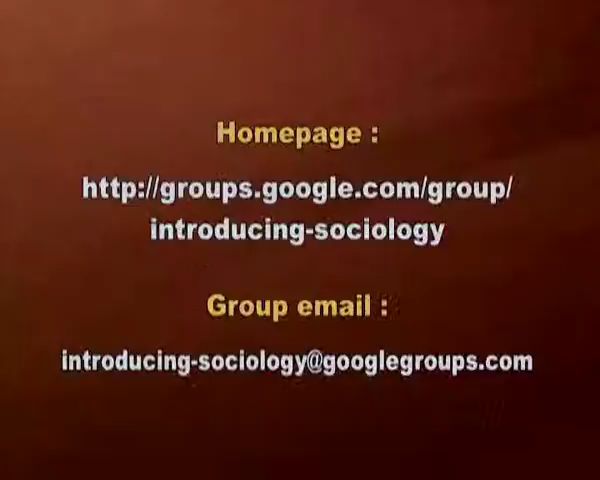 Homepage :
http://groups.google.com/group/
introducing-sociology
Group email :
introducing-sociology@googlegroups.com